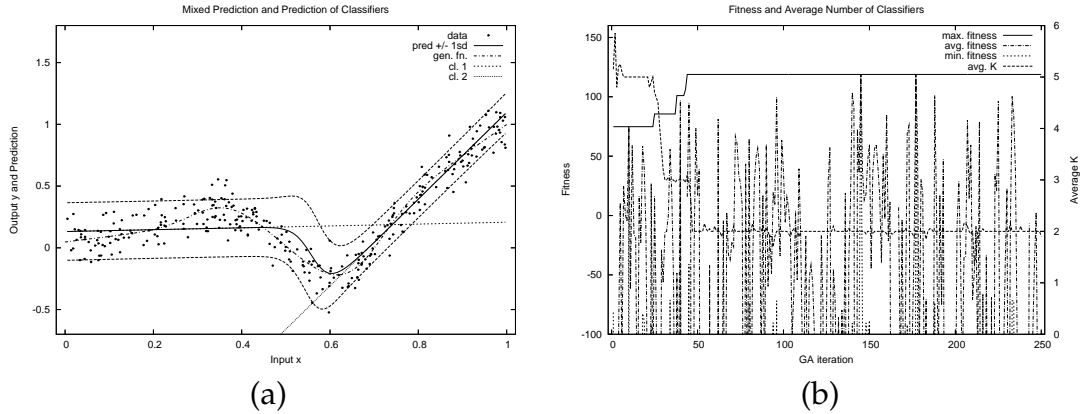 Mixed Prediction and Prediction of Classifiers
data
pred +/- 1sd
gen. fn.
cl. 1
cl. 2
1.5
1
0.5
0
-0.5
Output y and Prediction
0 0.2 0.4 0.6 0.8 1
Input x
(a)
Fitness and Average Number of Classifiers
max. fitness
avg. fitness
min. fitness
avg. K
150
100
50
0
-50
-100
Fitness
6
5
4
3
2
1
0
Average K
0 50 100 150 200 250
GA iteration
(b)